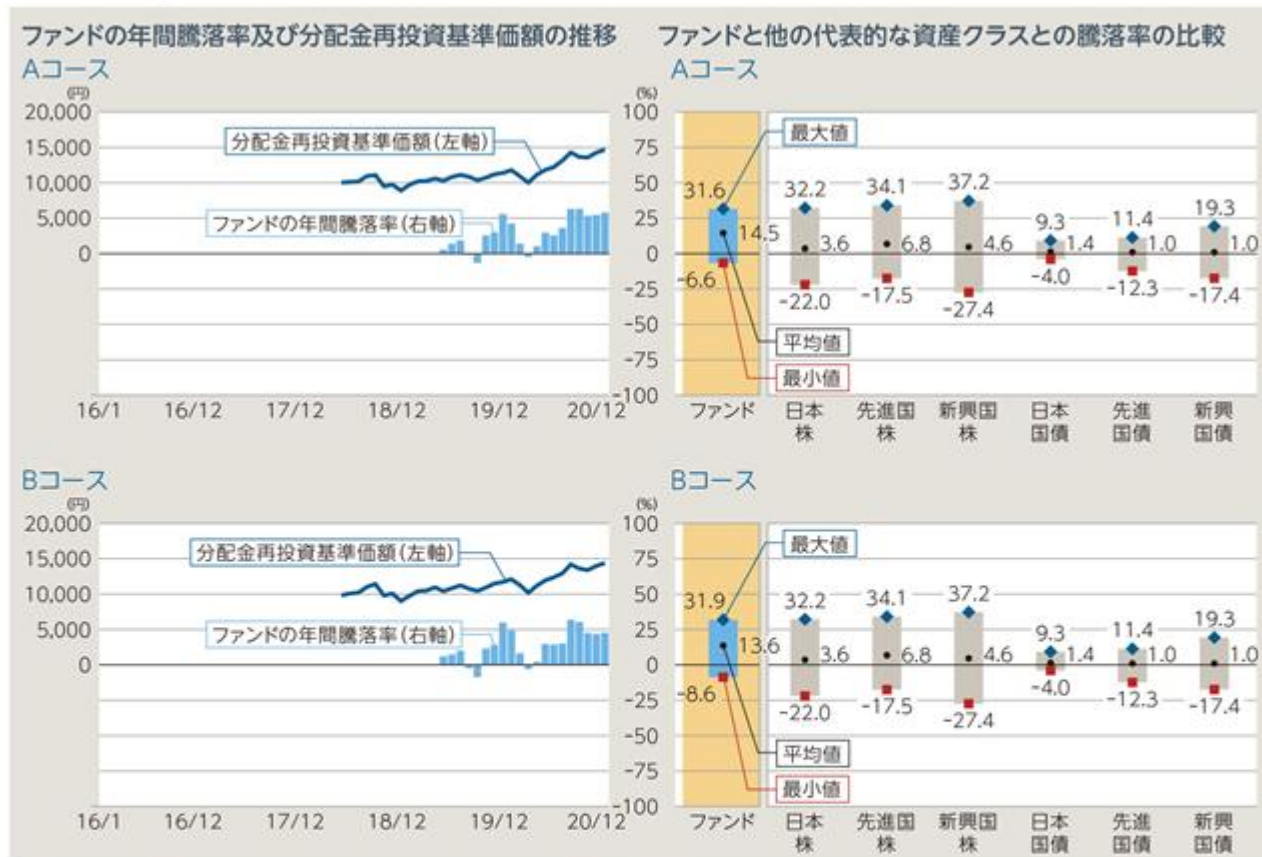 ファンドの年間騰落率及び分配金再投資基準価額の推移
Aコース
(円)
20,000
15,000
10,000
5,000
0
分配金再投資基準価額(左軸)
ファンドの年間騰落率(右軸)
16/1 16/12 17/12 18/12 19/12 20/12
ファンドと他の代表的な資産クラスとの騰落率の比較
Aコース
(%)
100
75
50
25
0
-25
-50
-75
-100
最大値
平均値
最小値
31.6 32.2 34.1 37.2 9.3 11.4 19.3
14.5 3.6 6.8 4.6 1.4 1.0 1.0
-6.6 -22.0 -17.5 -27.4 -4.0 -12.3 -17.4
ファンド 日本株 先進国株 新興国株 日本国債 先進国債 新興国債
Bコース
(円)
20,000
15,000
10,000
5,000
0
分配金再投資基準価額(左軸)
ファンドの年間騰落率(右軸)
16/1 16/12 17/12 18/12 19/12 20/12
Bコース
(%)
100
75
50
25
0
-25
-50
-75
-100
最大値
平均値
最小値
31.9 32.2 34.1 37.2 9.3 11.4 19.3
13.6 3.6 6.8 4.6 1.4 1.0 1.0
-8.6 -22.0 -17.5 -27.4 -4.0 -12.3 -17.4
ファンド 日本株 先進国株 新興国株 日本国債 先進国債 新興国債